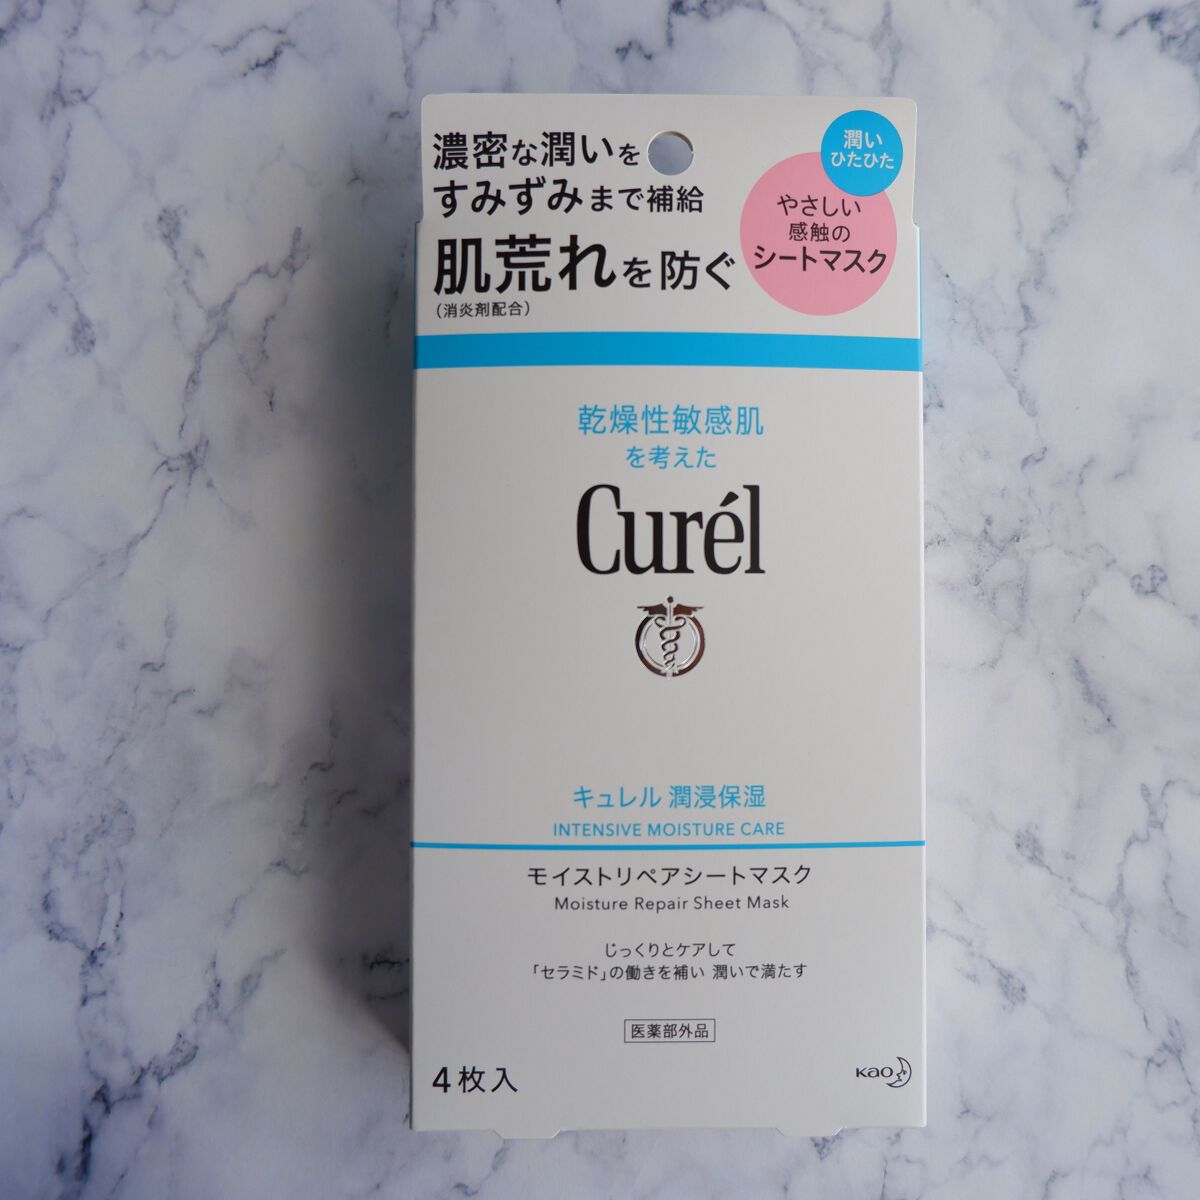 濃密な潤いを
すみずみまで補給
肌荒れを防ぐ
（消炎剤配合）
潤い
ひたひた
やさしい
感触の
シートマスク
乾燥性敏感肌
を考えた
Curél
キュレル 潤浸保湿
INTENSIVE MOISTURE CARE
モイストリペアシートマスク
Moisture Repair Sheet Mask
じっくりとケアして
「セラミド」の働きを補い 潤いで満たす
医薬部外品
4枚入
Kao